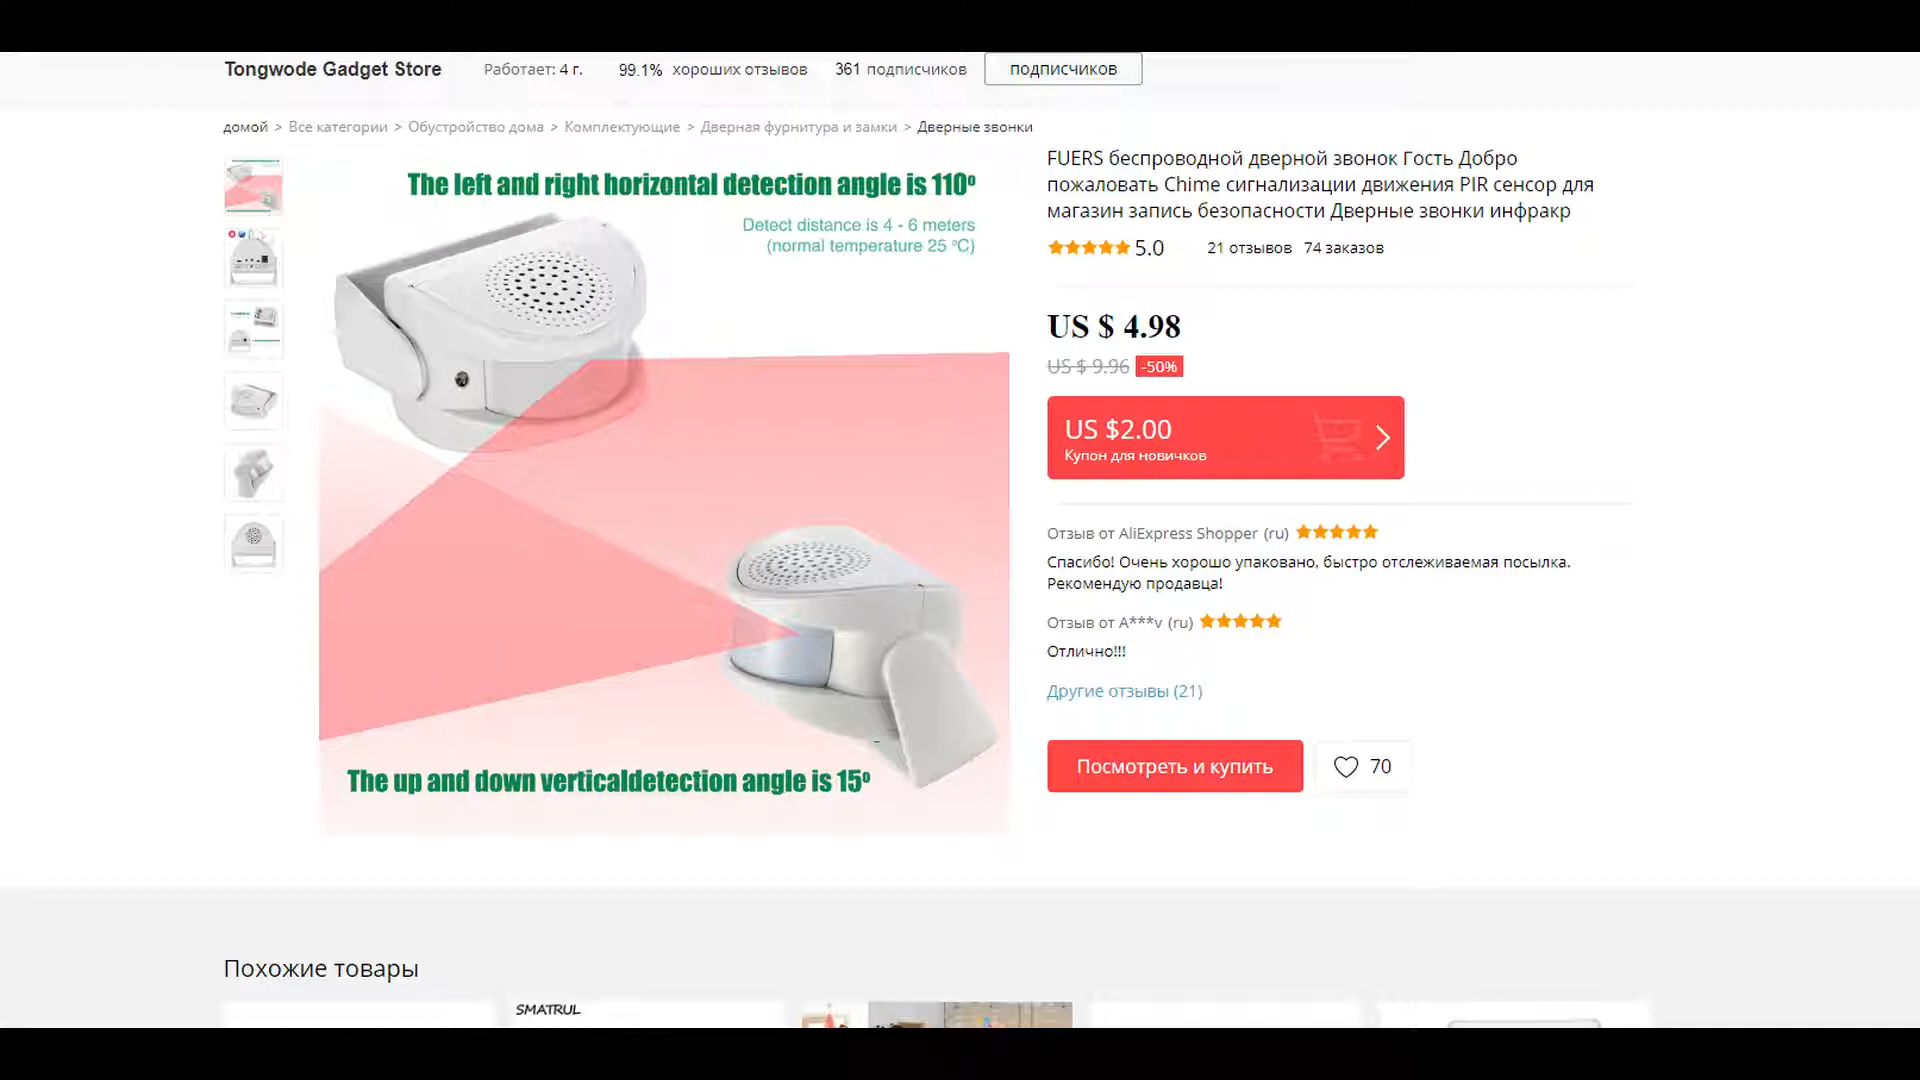 Tongwode Gadget Store Работает: 4 г. 99.1% хороших отзывов 361 подписчиков подписчиков
домой > Все категории > Обустройство дома > Комплектующие > Дверная фурнитура и замки > Дверные звонки
The left and right horizontal detection angle is 110º
Detect distance is 4 - 6 meters
(normal temperature 25 °C)
The up and down verticaldetection angle is 15º
FUERS беспроводной дверной звонок Гость Добро
пожаловать Chime сигнализации движения PIR сенсор для
магазин запись безопасности Дверные звонки инфракр
5.0 21 отзывов 74 заказов
US $ 4.98
US $ 9.96 -50%
US $2.00
Купон для новичков
Отзыв от AliExpress Shopper (ru)
Спасибо! Очень хорошо упаковано, быстро отслеживаемая посылка.
Рекомендую продавца!
Отзыв от A***v (ru)
Отлично!!!
Другие отзывы (21)
Посмотреть и купить 70
Похожие товары
SMATRUL